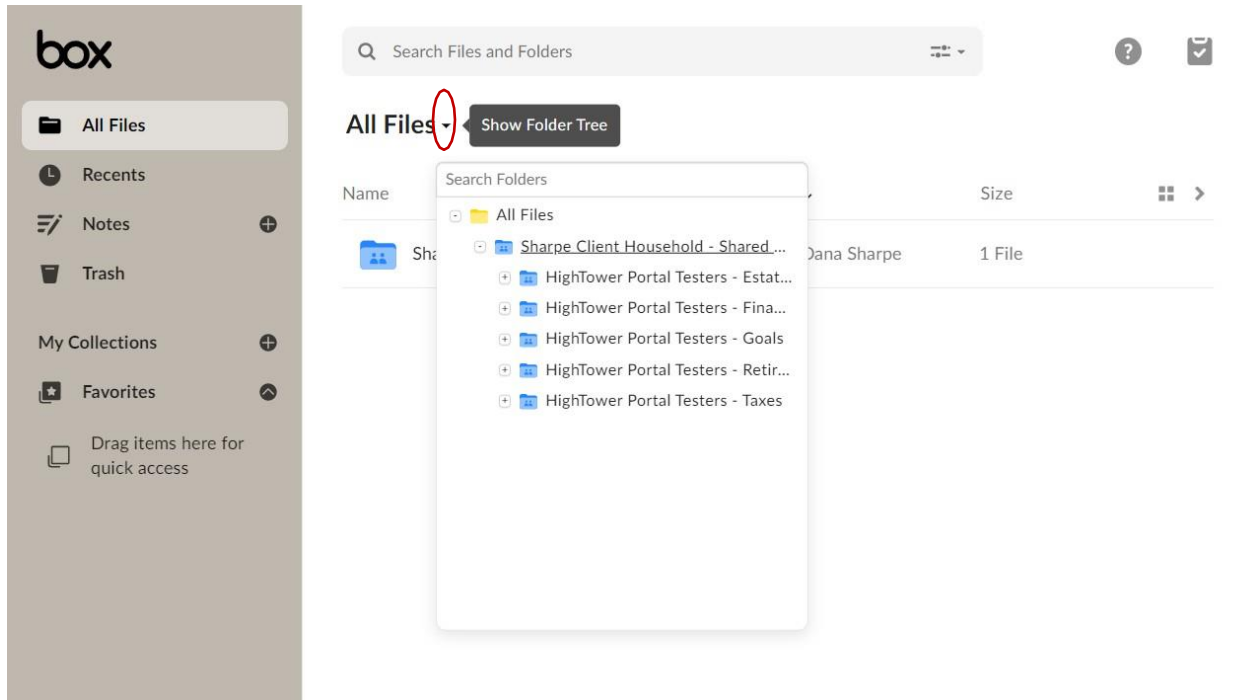 box
Search Files and Folders
All Files
Recents
Notes
Trash
My Collections
Favorites
Drag items here for
quick access
All Files
Show Folder Tree
Name
Size
Search Folders
All Files
Sharpe Client Household - Shared ...
HighTower Portal Testers - Estat...
HighTower Portal Testers - Fina...
HighTower Portal Testers - Goals
HighTower Portal Testers - Retir...
HighTower Portal Testers - Taxes
Dana Sharpe
1 File